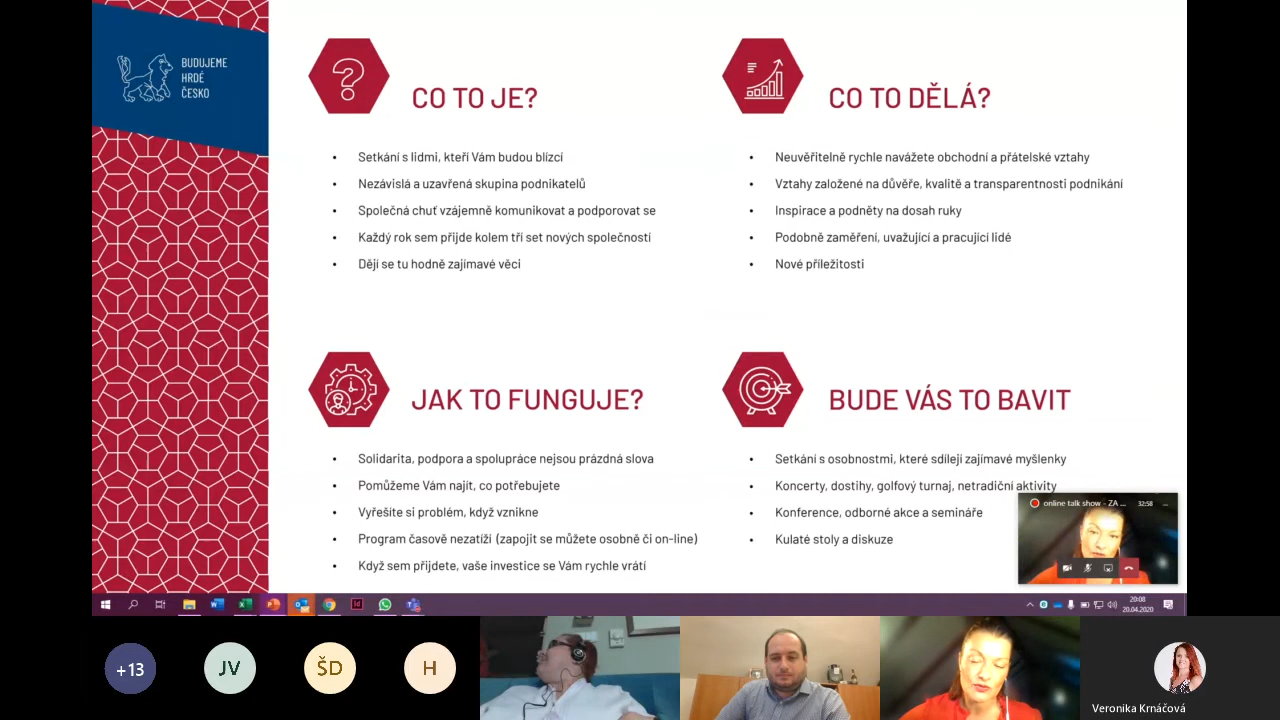 BUDUJEME
HRDÉ
ČESKO
CO TO JE?
Setkání s lidmi, kteří Vám budou blízcí
Nezávislá a uzavřená skupina podnikatelů
Společná chuť vzájemně komunikovat a podporovat se
Každý rok sem přijde kolem tří set nových společností
Ději se tu hodně zajímavé věci
CO TO DĚLÁ?
Neuvěřitelně rychle navážete obchodní a přátelské vztahy
Vztahy založené na důvěře, kvalitě a transparentnosti podnikání
Inspirace a podněty na dosah ruky
Podobně zaměření, uvažující a pracující lidé
Nové příležitosti
JAK TO FUNGUJE?
Solidarita, podpora a spolupráce nejsou prázdná slova
Pomůžeme Vám najít, co potřebujete
Vyřešíte si problém, když vznikne
Program časově nezatíží (zapojit se můžete osobně či on-line)
Když sem přijdete, vaše investice se Vám rychle vrátí
BUDE VÁS TO BAVIT
Setkání s osobnostmi, které sdílejí zajímavé myšlenky
Koncerty, dostihy, golfový turnaj, netradiční aktivity
Konference, odborné akce a semináře
Kulaté stoly a diskuze
online talk show - ZA ... 32:58 ...
20:08
20.04.2020
+13
JV
ŠD
H
Veronika Krnáčová